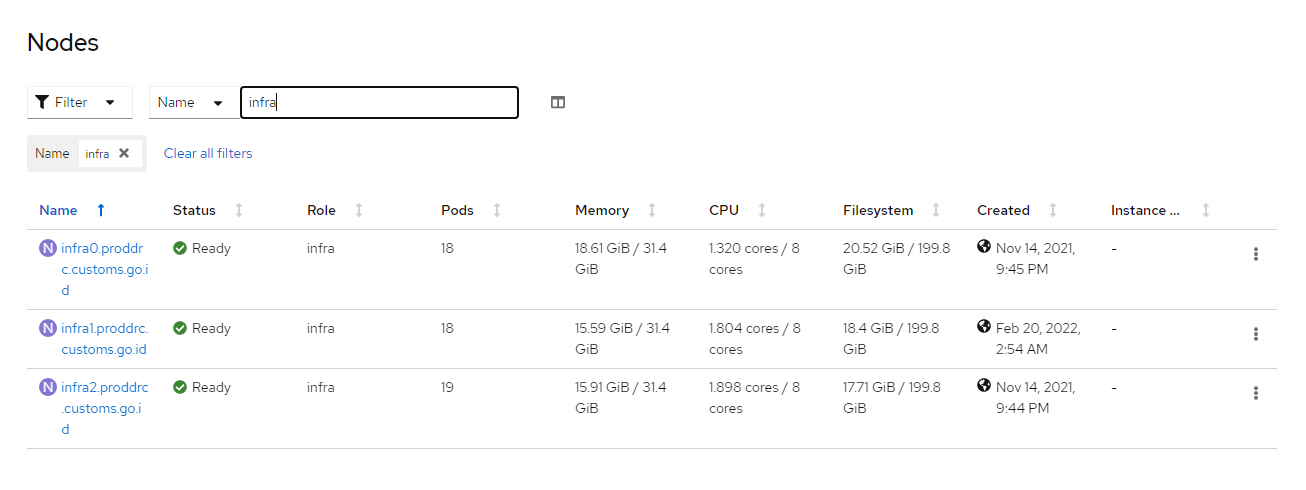 Nodes
Filter Name infra
Name infra Clear all filters
Name Status Role Pods Memory CPU Filesystem Created Instance ...
N infra0.proddr Ready infra 18 18.61 GiB / 31.4 1.320 cores / 8 20.52 GiB / 199.8 Nov 14, 2021, -
c.customs.go.i GiB cores GiB 9:45 PM
d
N infra1.proddrc. Ready infra 18 15.59 GiB / 31.4 1.804 cores / 8 18.4 GiB / 199.8 Feb 20, 2022, -
customs.go.id GiB cores GiB 2:54 AM
N infra2.proddrc Ready infra 19 15.91 GiB / 31.4 1.898 cores / 8 17.71 GiB / 199.8 Nov 14, 2021, -
.customs.go.i GiB cores GiB 9:44 PM
d